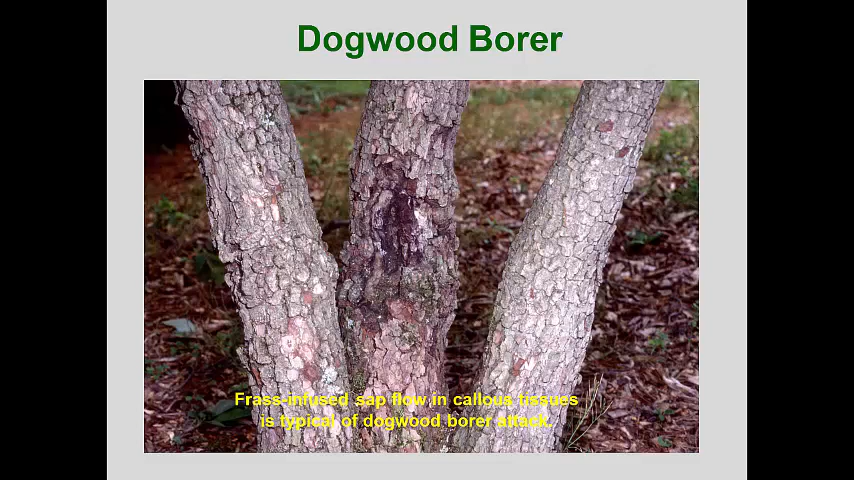 Dogwood Borer
Frass-infused sap flow in callous tissues
is typical of dogwood borer attack.